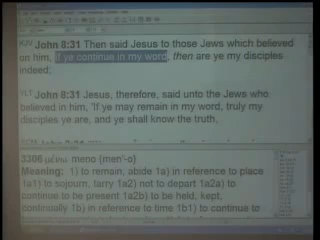 KJV John 8:31 Then said Jesus to those Jews which believed
on him, If ye continue in my word, then are ye my disciples
indeed;
YLT John 8:31 Jesus, therefore, said unto the Jews who
believed in him, 'If ye may remain in my word, truly my
disciples ye are, and ye shall know the truth,
3306 μένω meno (men'-o)
Meaning: 1) to remain, abide 1a) in reference to place
1a1) to sojourn, tarry 1a2) not to depart 1a2a) to
continue to be present 1a2b) to be held, kept,
continually 1b) in reference to time 1b1) to continue to